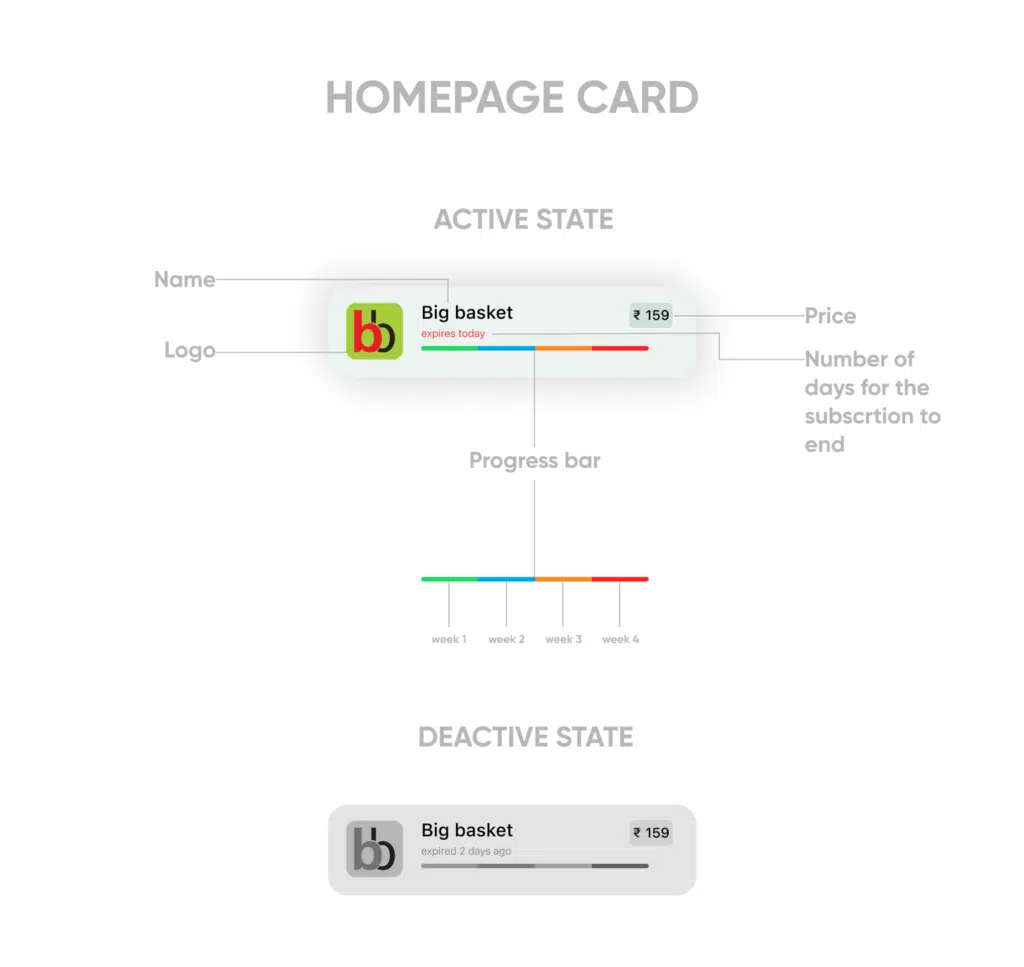 HOMEPAGE CARD
ACTIVE STATE
Name
Logo
bb
Big basket
expires today
₹ 159
Price
Number of
days for the
subscrtion to
end
Progress bar
week 1
week 2
week 3
week 4
DEACTIVE STATE
bb
Big basket
expired 2 days ago
₹ 159